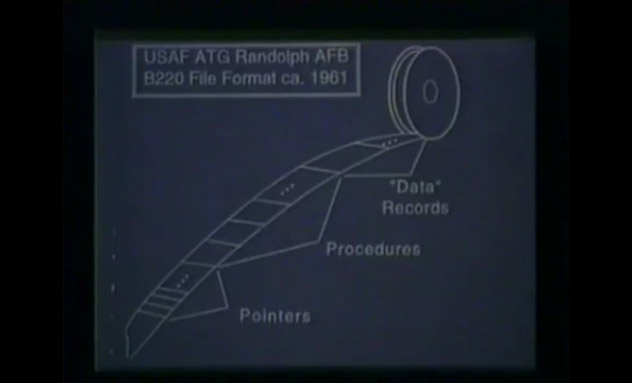 USAF ATG Randolph AFB
B220 File Format ca. 1961
"Data"
Records
Procedures
Pointers